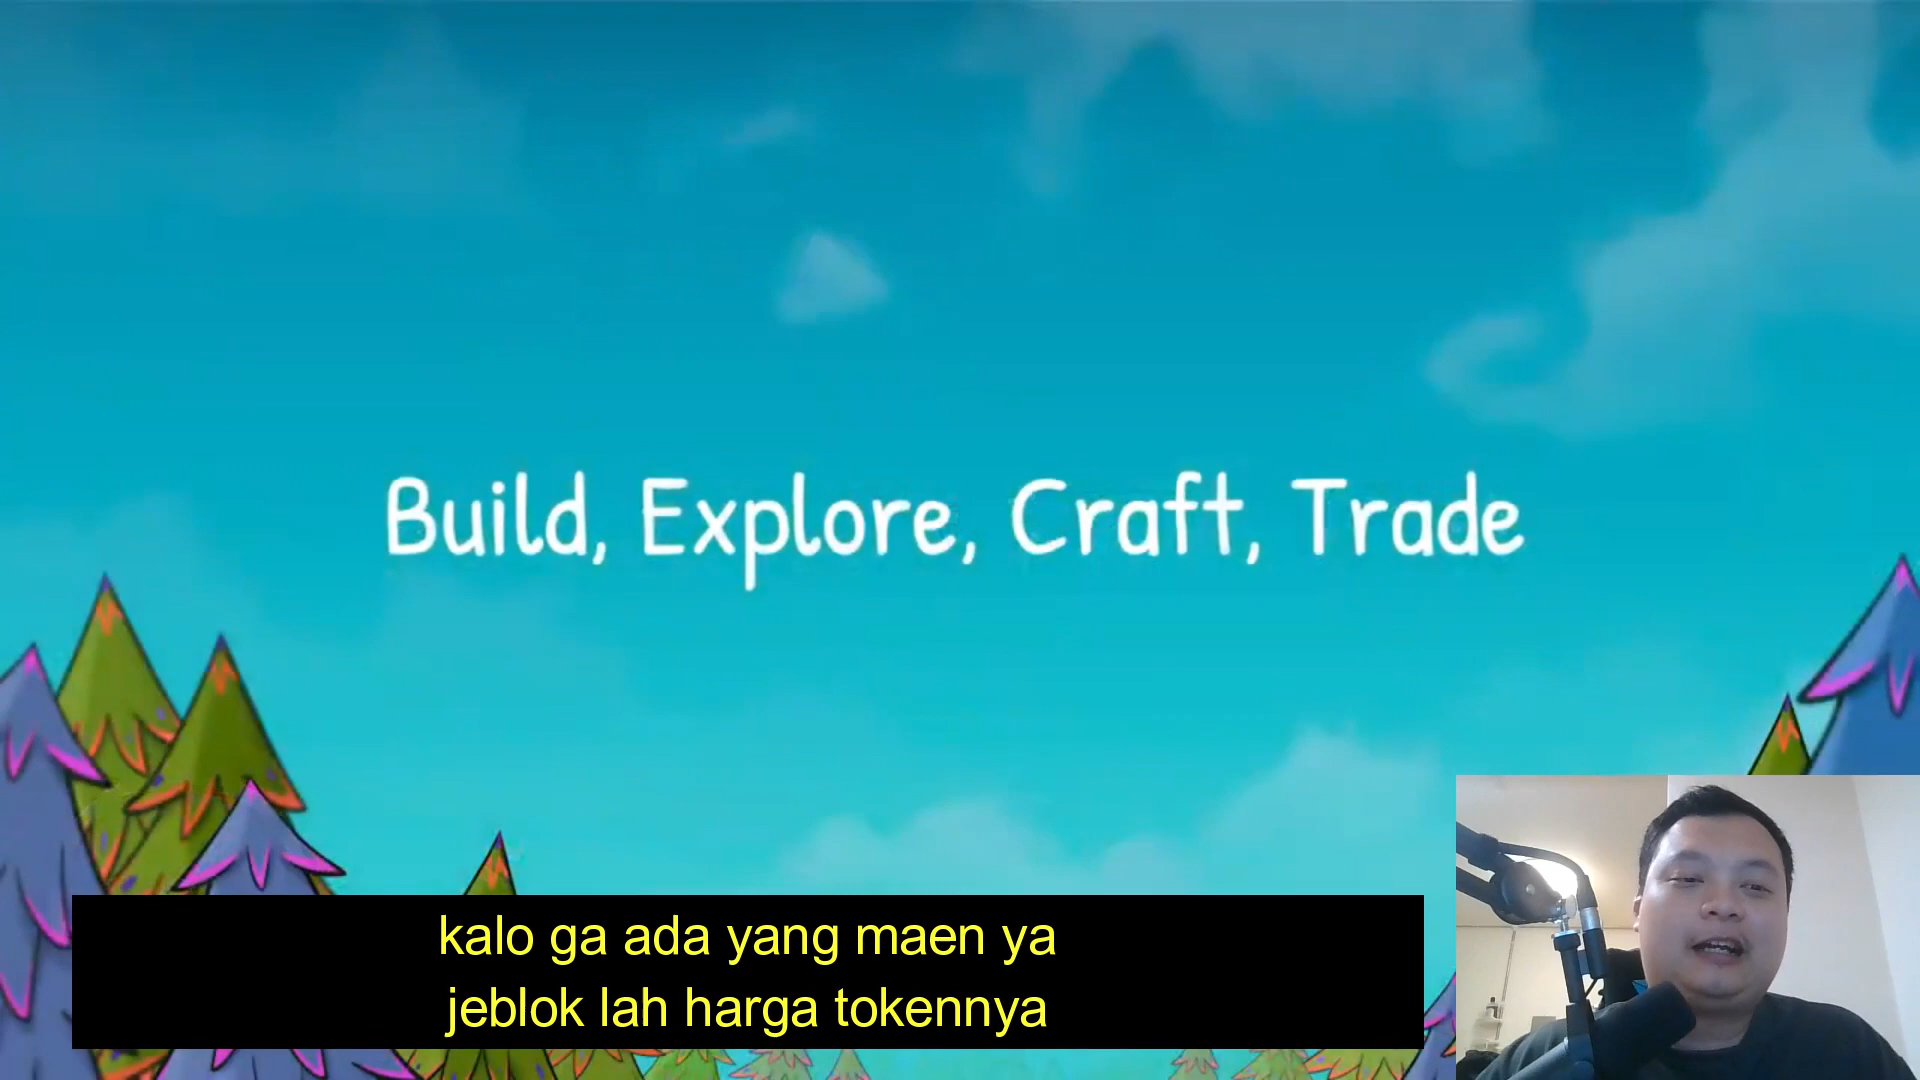 Build, Explore, Craft, Trade
kalo ga ada yang maen ya
jeblok lah harga tokennya